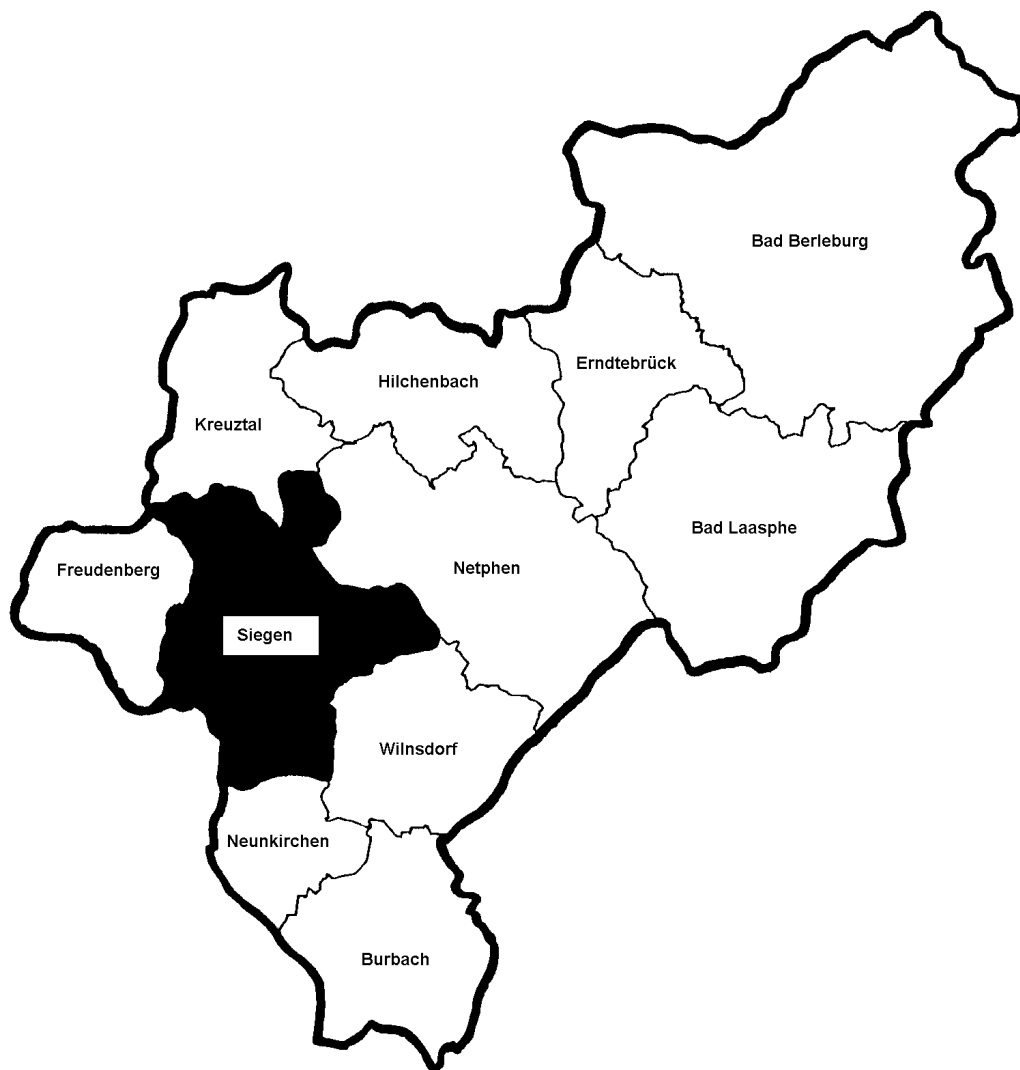 Bad Berleburg
Erndtebrück
Hilchenbach
Kreuztal
Bad Laasphe
Netphen
Freudenberg
Siegen
Wilnsdorf
Neunkirchen
Burbach